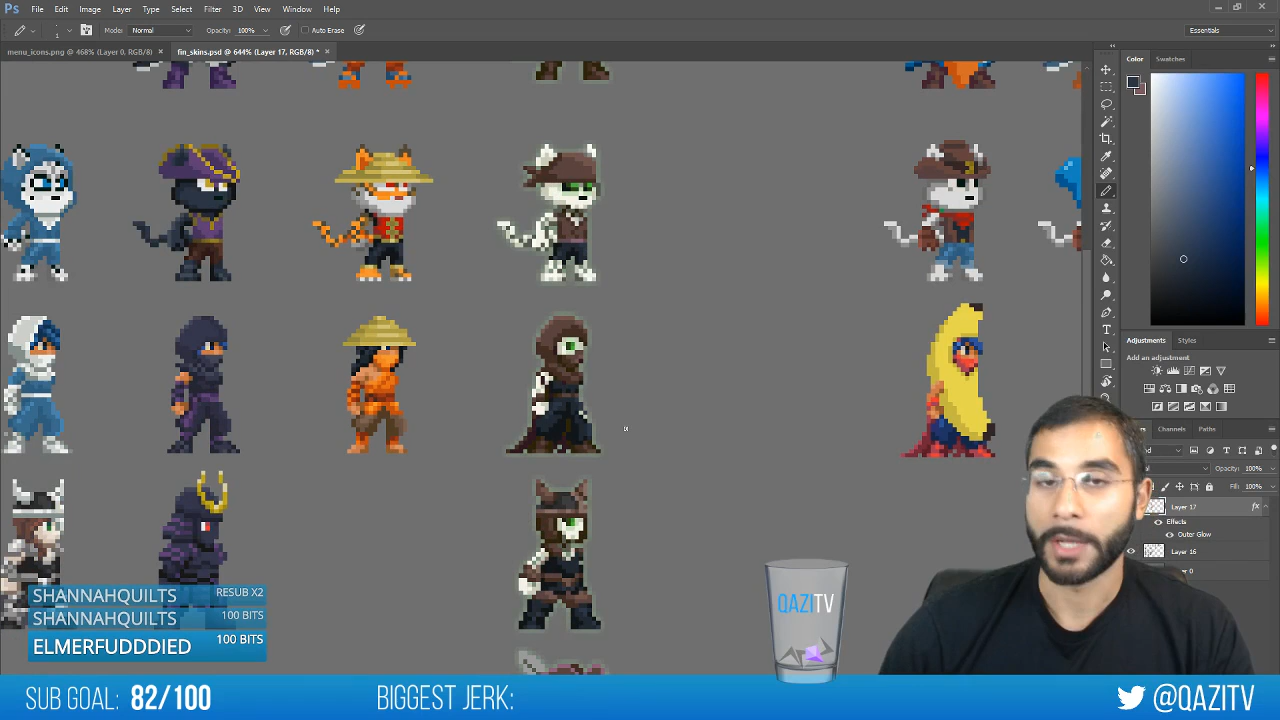 Ps File Edit Image Layer Type Select Filter 3D View Window Help
1 Mode: Normal Opacity: 100% Auto Erase Essentials
menu_icons.png @ 468% (Layer 0, RGB/8) × fin_skins.psd @ 644% (Layer 17, RGB/8) * ×
Color Swatches
Adjustments Styles
Add an adjustment
Channels Paths
Opacity: 100%
Fill: 100%
Layer 17 fx
Effects
Outer Glow
Layer 16
SHANNAHQUILTS RESUB X2
SHANNAHQUILTS 100 BITS
ELMERFUDDDIED 100 BITS
QAZITV
SUB GOAL: 82/100 BIGGEST JERK: @QAZITV